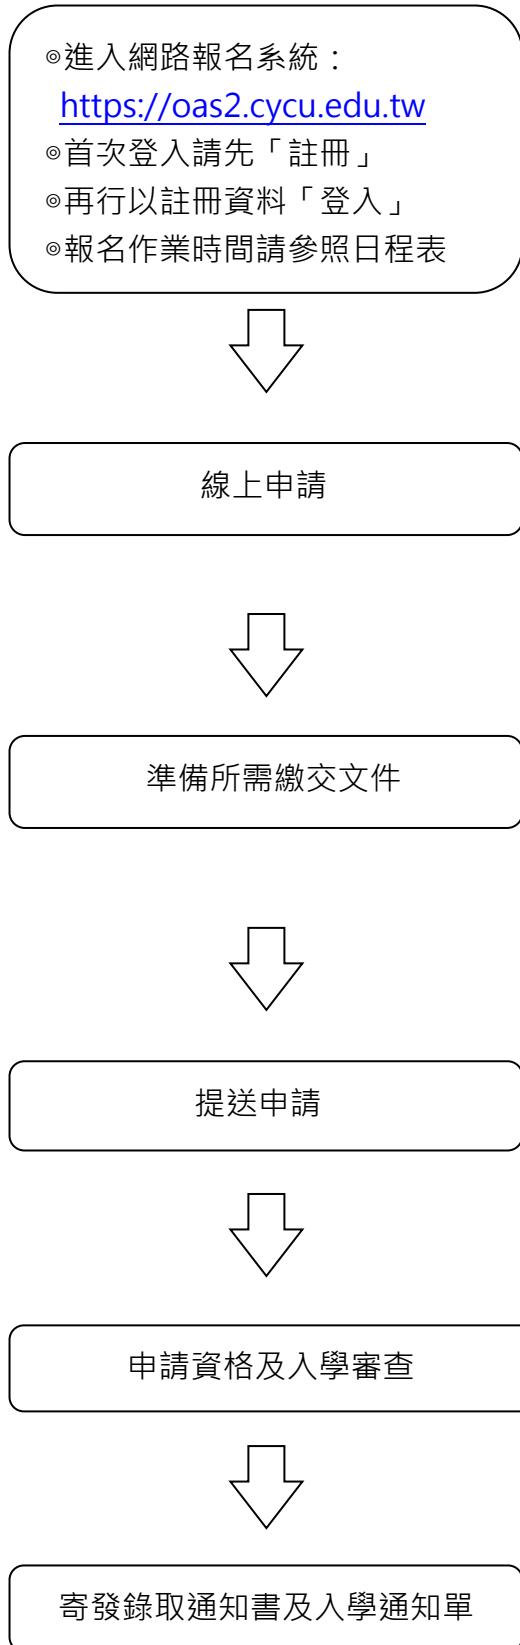 ◎進入網路報名系統：
https://oas2.cycu.edu.tw
◎首次登入請先「註冊」
◎再行以註冊資料「登入」
◎報名作業時間請參照日程表
線上申請
準備所需繳交文件
提送申請
申請資格及入學審查
寄發錄取通知書及入學通知單